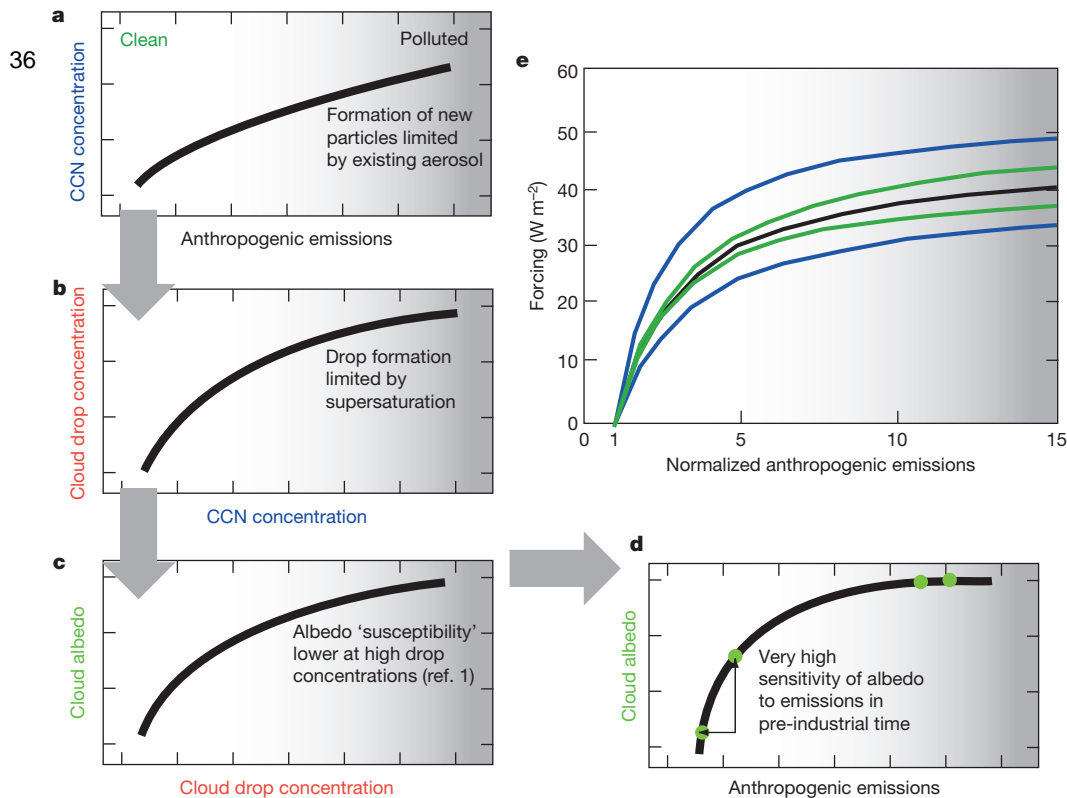 36
a
Clean
Polluted
CCN concentration
Formation of new
particles limited
by existing aerosol
Anthropogenic emissions
b
Cloud drop concentration
Drop formation
limited by
supersaturation
CCN concentration
c
Cloud albedo
Albedo ‘susceptibility’
lower at high drop
concentrations (ref. 1)
Cloud drop concentration
d
Cloud albedo
Very high
sensitivity of albedo
to emissions in
pre-industrial time
Anthropogenic emissions
e
Forcing (W m⁻²)
60
50
40
30
20
10
0
0 1 5 10 15
Normalized anthropogenic emissions